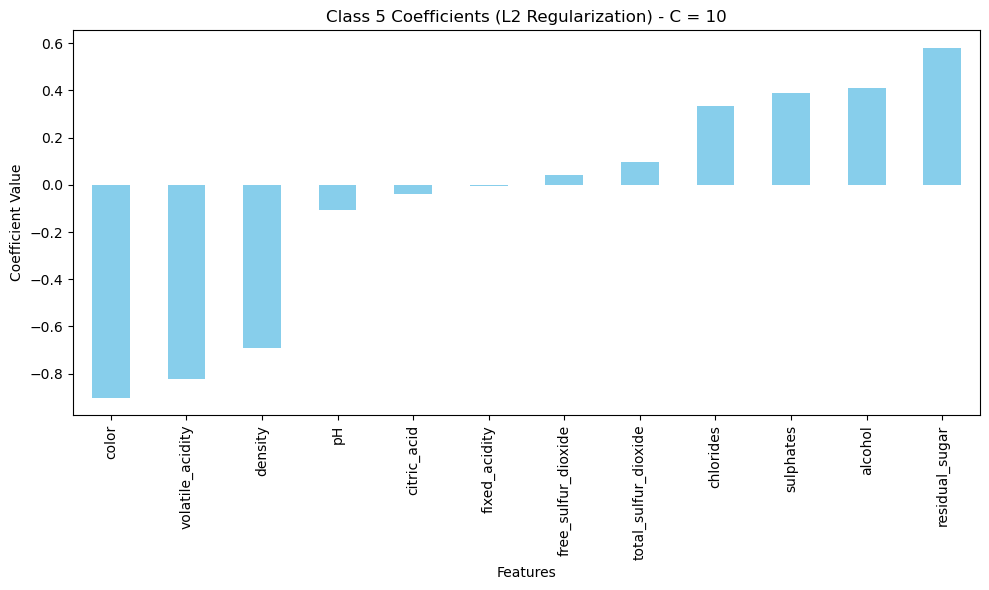 Class 5 Coefficients (L2 Regularization) - C = 10
Coefficient Value
0.6
0.4
0.2
0.0
−0.2
−0.4
−0.6
−0.8
color
volatile_acidity
density
pH
citric_acid
fixed_acidity
free_sulfur_dioxide
total_sulfur_dioxide
chlorides
sulphates
alcohol
residual_sugar
Features